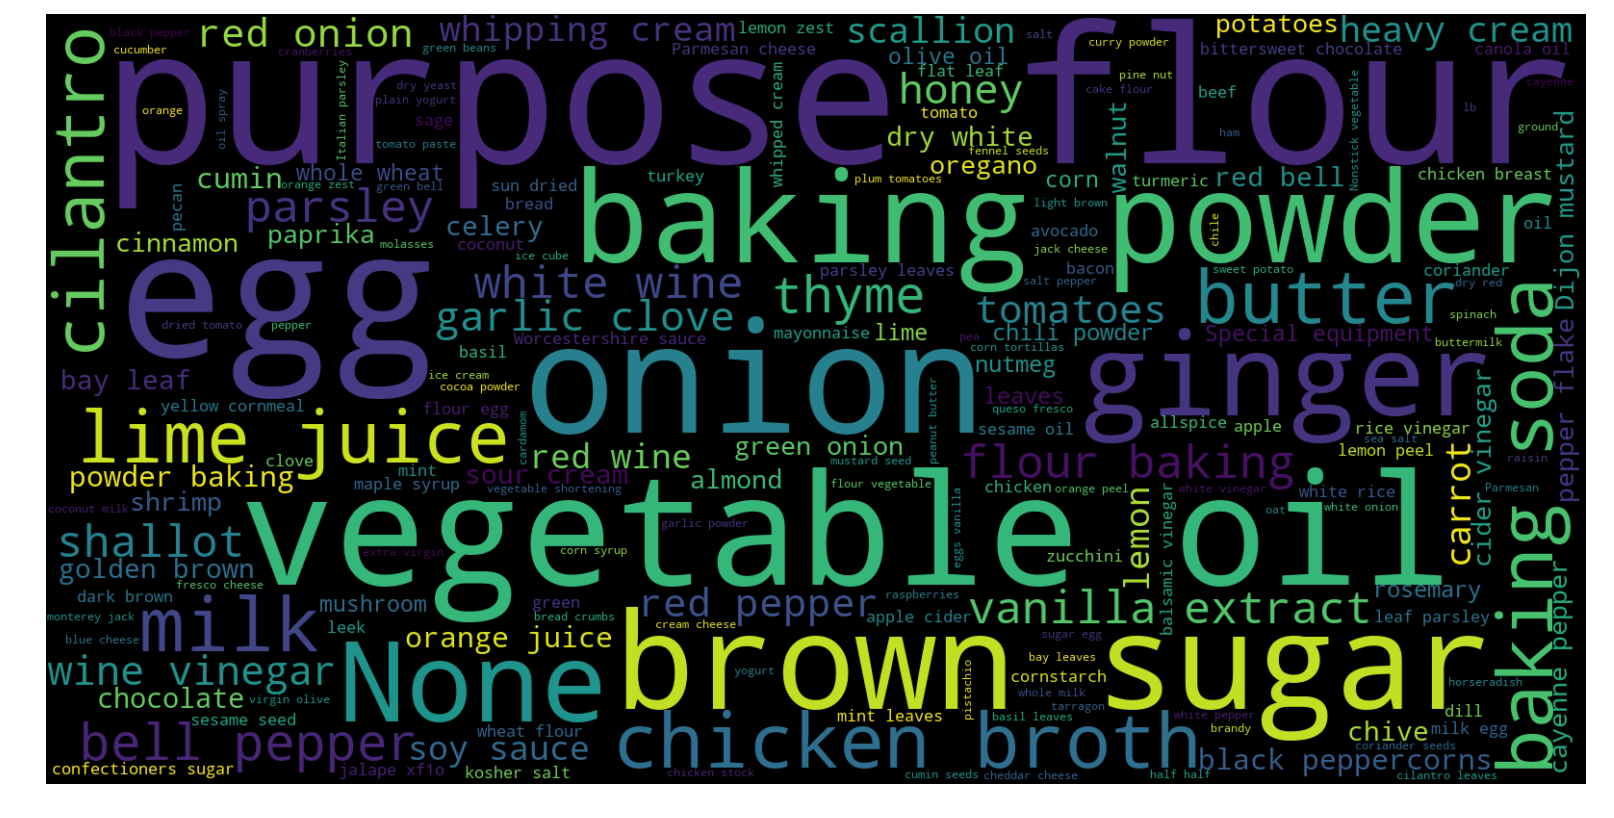 black pepper
red onion
whipping cream
lemon zest
scallion
salt
potatoes
heavy cream
cucumber
cranberries
green beans
Parmesan cheese
olive oil
curry powder
bittersweet chocolate
canola oil
cilantro
purpose flour
dry yeast
plain yogurt
flat leaf
honey
pine nut
cake flour
beef
cayenne
orange
oil spray
Italian parsley
sage
whipped cream
tomato
walnut
lb
ham
ground
tomato paste
dry white
fennel seeds
Nonstick vegetable
Dijon mustard
cumin
whole wheat
orange zest
green bell
sun dried
bread
turkey
plum tomatoes
oregano
corn
turmeric
red bell
chicken breast
pecan
parsley
baking powder
light brown
chile
oil
cinnamon
paprika
molasses
celery
coconut
ice cube
avocado
jack cheese
egg
white wine
parsley leaves
thyme
bacon
salt pepper
sweet potato
coriander
dry red
butter
dried tomato
pepper
garlic clove
Worcestershire sauce
mayonnaise
lime
tomatoes
chili powder
pea
Special equipment
spinach
buttermilk
baking soda
pepper flake
basil
onion
corn tortillas
nutmeg
ginger
bay leaf
ice cream
cocoa powder
leaves
queso fresco
yellow cornmeal
flour egg
lime juice
cardamom
peanut butter
sesame oil
allspice
apple
rice vinegar
sea salt
lemon peel
cider vinegar
clove
red wine
green onion
mustard seed
flour baking
carrot
raisin
powder baking
mint
maple syrup
sour cream
vegetable shortening
almond
flour vegetable
chicken
orange peel
white vinegar
white rice
white onion
Parmesan
coconut milk
shrimp
vegetable oil
garlic powder
eggs vanilla
lemon
balsamic vinegar
oat
shallot
extra virgin
corn syrup
zucchini
golden brown
fresco cheese
dark brown
rosemary
cayenne pepper
monterey jack
milk
mushroom
leek
green
bread crumbs
red pepper
raspberries
apple cider
vanilla extract
leaf parsley
blue cheese
orange juice
cream cheese
brown sugar
sugar egg
wine vinegar
None
yogurt
pistachio
bay leaves
cornstarch
whole milk
tarragon
horseradish
chocolate
virgin olive
sesame seed
mint leaves
basil leaves
white pepper
brandy
dill
chive
milk egg
bell pepper
soy sauce
wheat flour
chicken broth
coriander seeds
black peppercorns
confectioners sugar
jalape xf1o
kosher salt
chicken stock
cumin seeds
cheddar cheese
half half
cilantro leaves